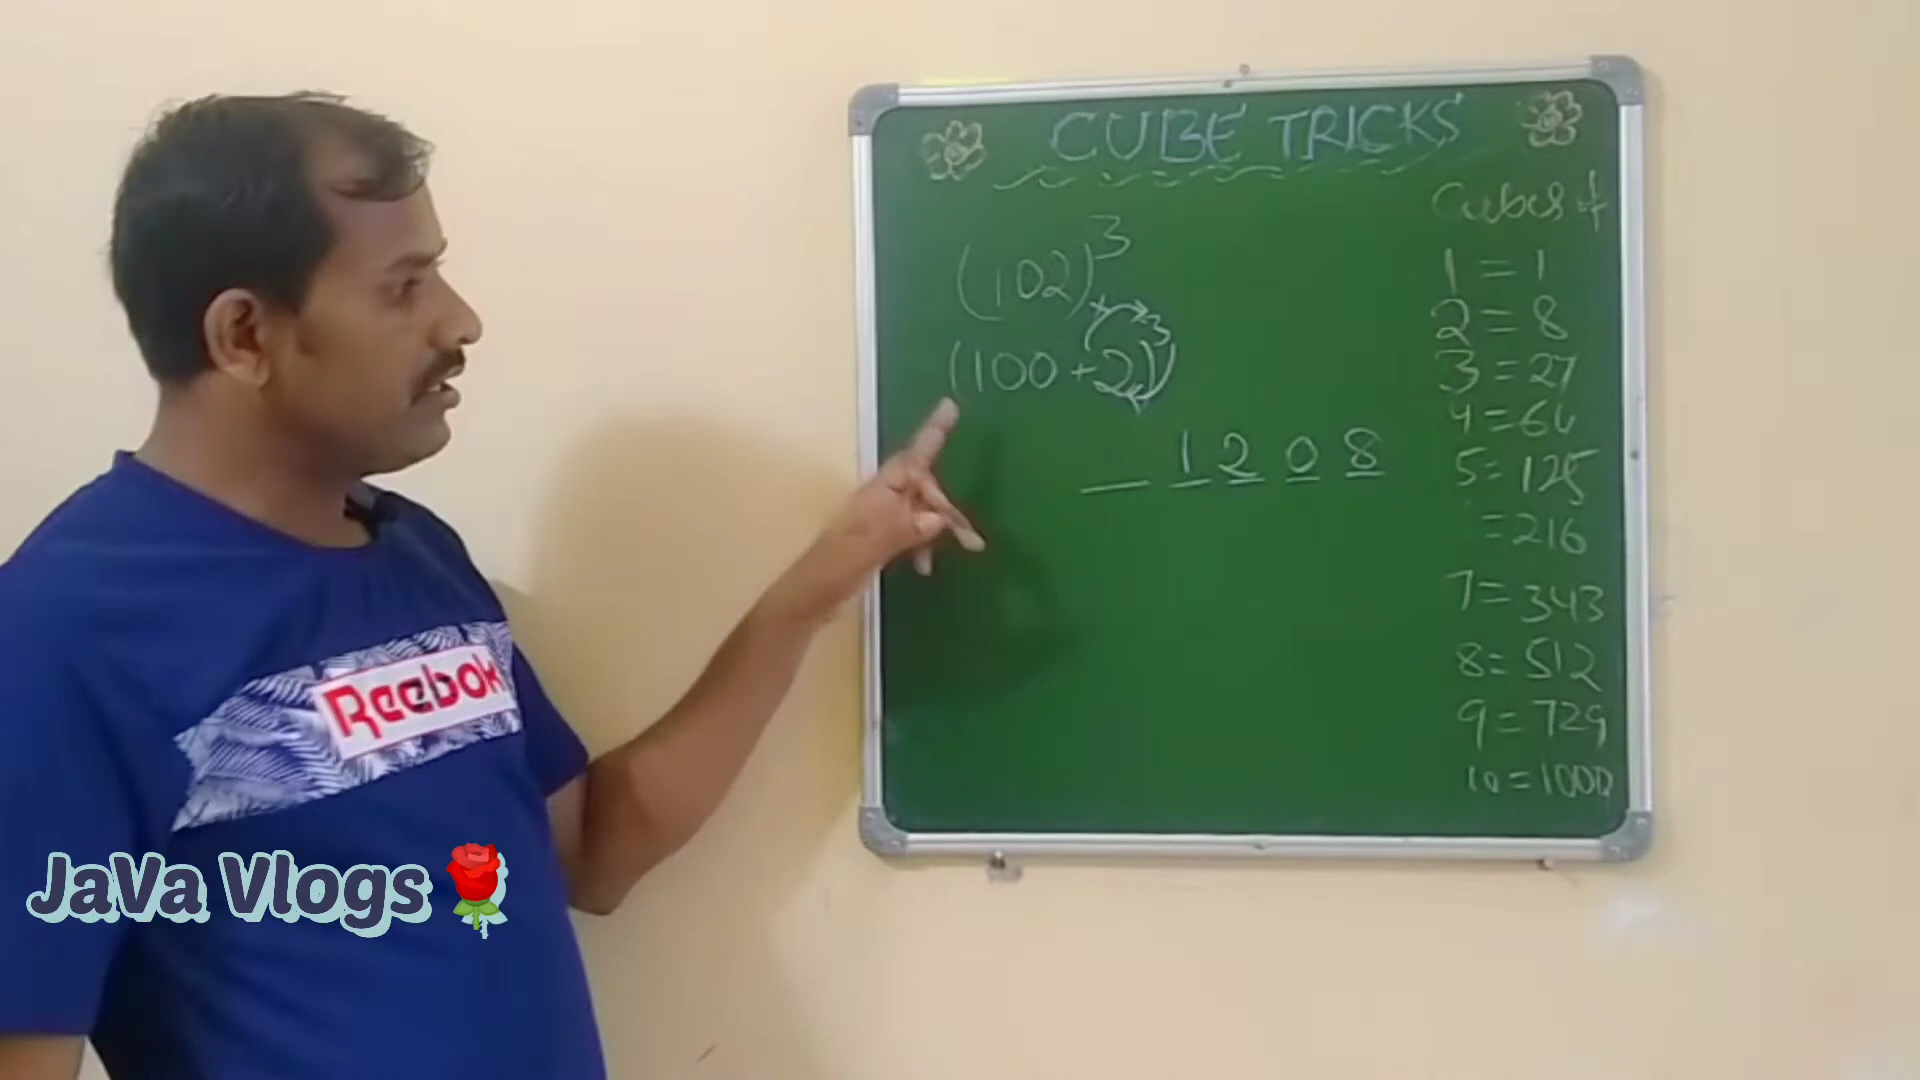 CUBE TRICKS
(102)³
(100+2)³
1 2 0 8
Cubes of
1 = 1
2 = 8
3 = 27
4 = 64
5 = 125
= 216
7 = 343
8 = 512
9 = 729
10 = 1000
Reebok
JaVa Vlogs🌹